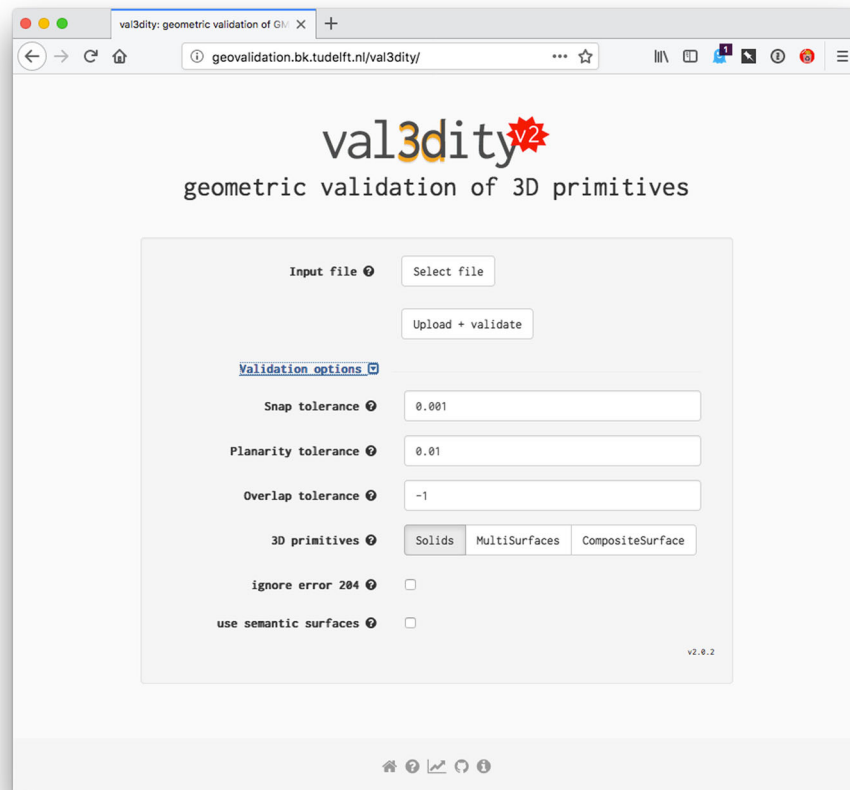 val3dity: geometric validation of GM
geovalidation.bk.tudelft.nl/val3dity/
1
val3dity v2
geometric validation of 3D primitives
Input file Select file
Upload + validate
Validation options
Snap tolerance 0.001
Planarity tolerance 0.01
Overlap tolerance -1
3D primitives Solids MultiSurfaces CompositeSurface
ignore error 204
use semantic surfaces
v2.0.2